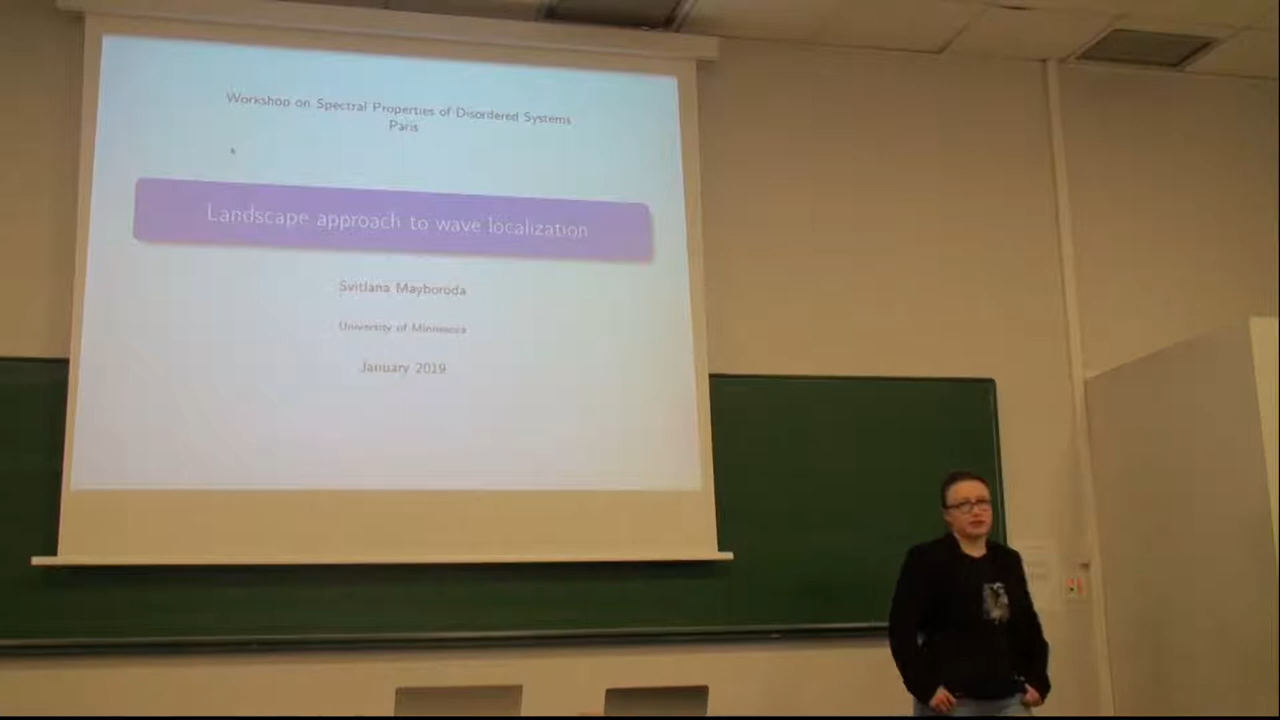 Workshop on Spectral Properties of Disordered Systems
Paris
Landscape approach to wave localization
Svitlana Mayboroda
University of Minnesota
January 2019